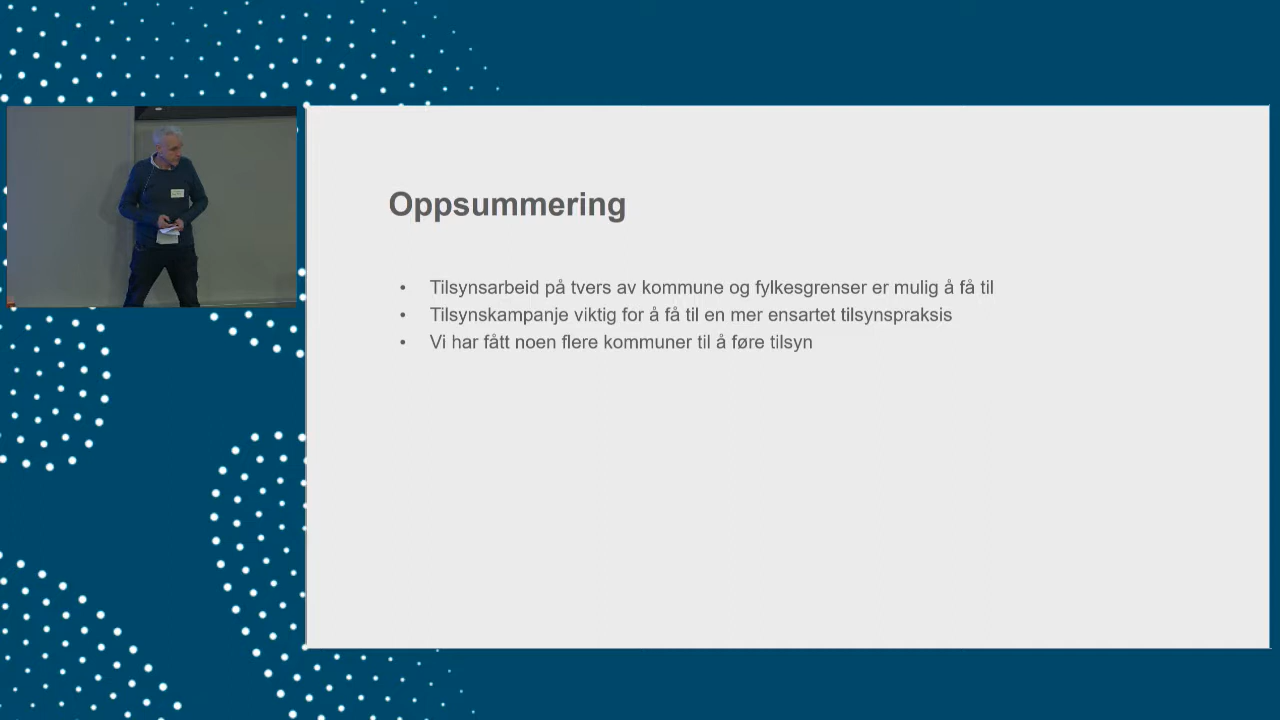 Oppsummering
• Tilsynsarbeid på tvers av kommune og fylkesgrenser er mulig å få til
• Tilsynskampanje viktig for å få til en mer ensartet tilsynspraksis
• Vi har fått noen flere kommuner til å føre tilsyn